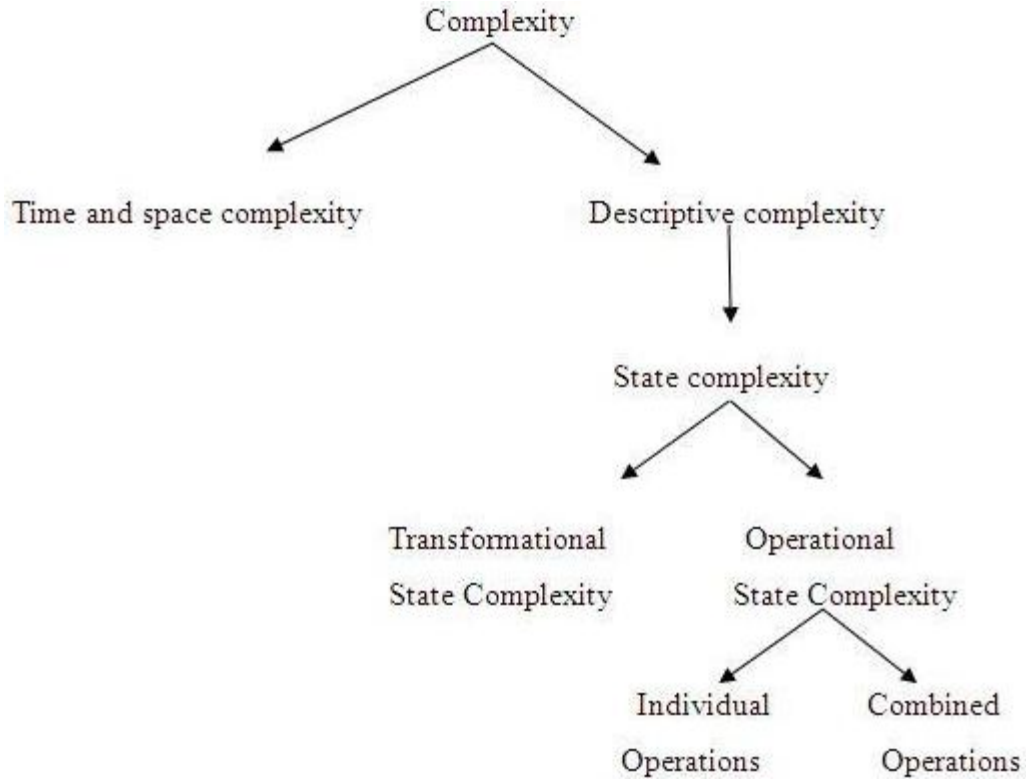 Complexity
Time and space complexity
Descriptive complexity
State complexity
Transformational
State Complexity
Operational
State Complexity
Individual
Operations
Combined
Operations